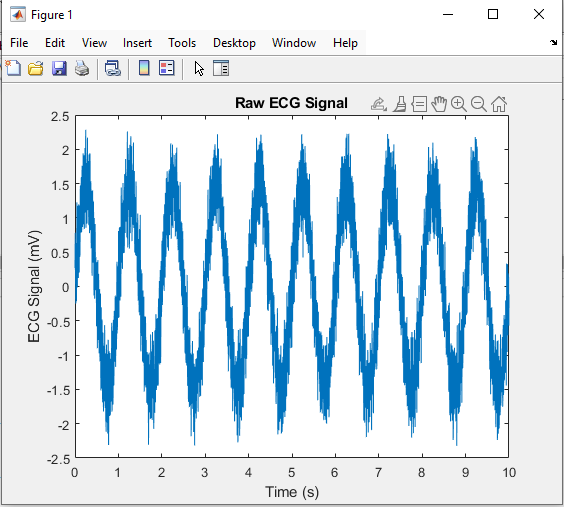 Figure 1
File Edit View Insert Tools Desktop Window Help
Raw ECG Signal
2.5
2
1.5
1
0.5
0
-0.5
-1
-1.5
-2
-2.5
ECG Signal (mV)
0 1 2 3 4 5 6 7 8 9 10
Time (s)